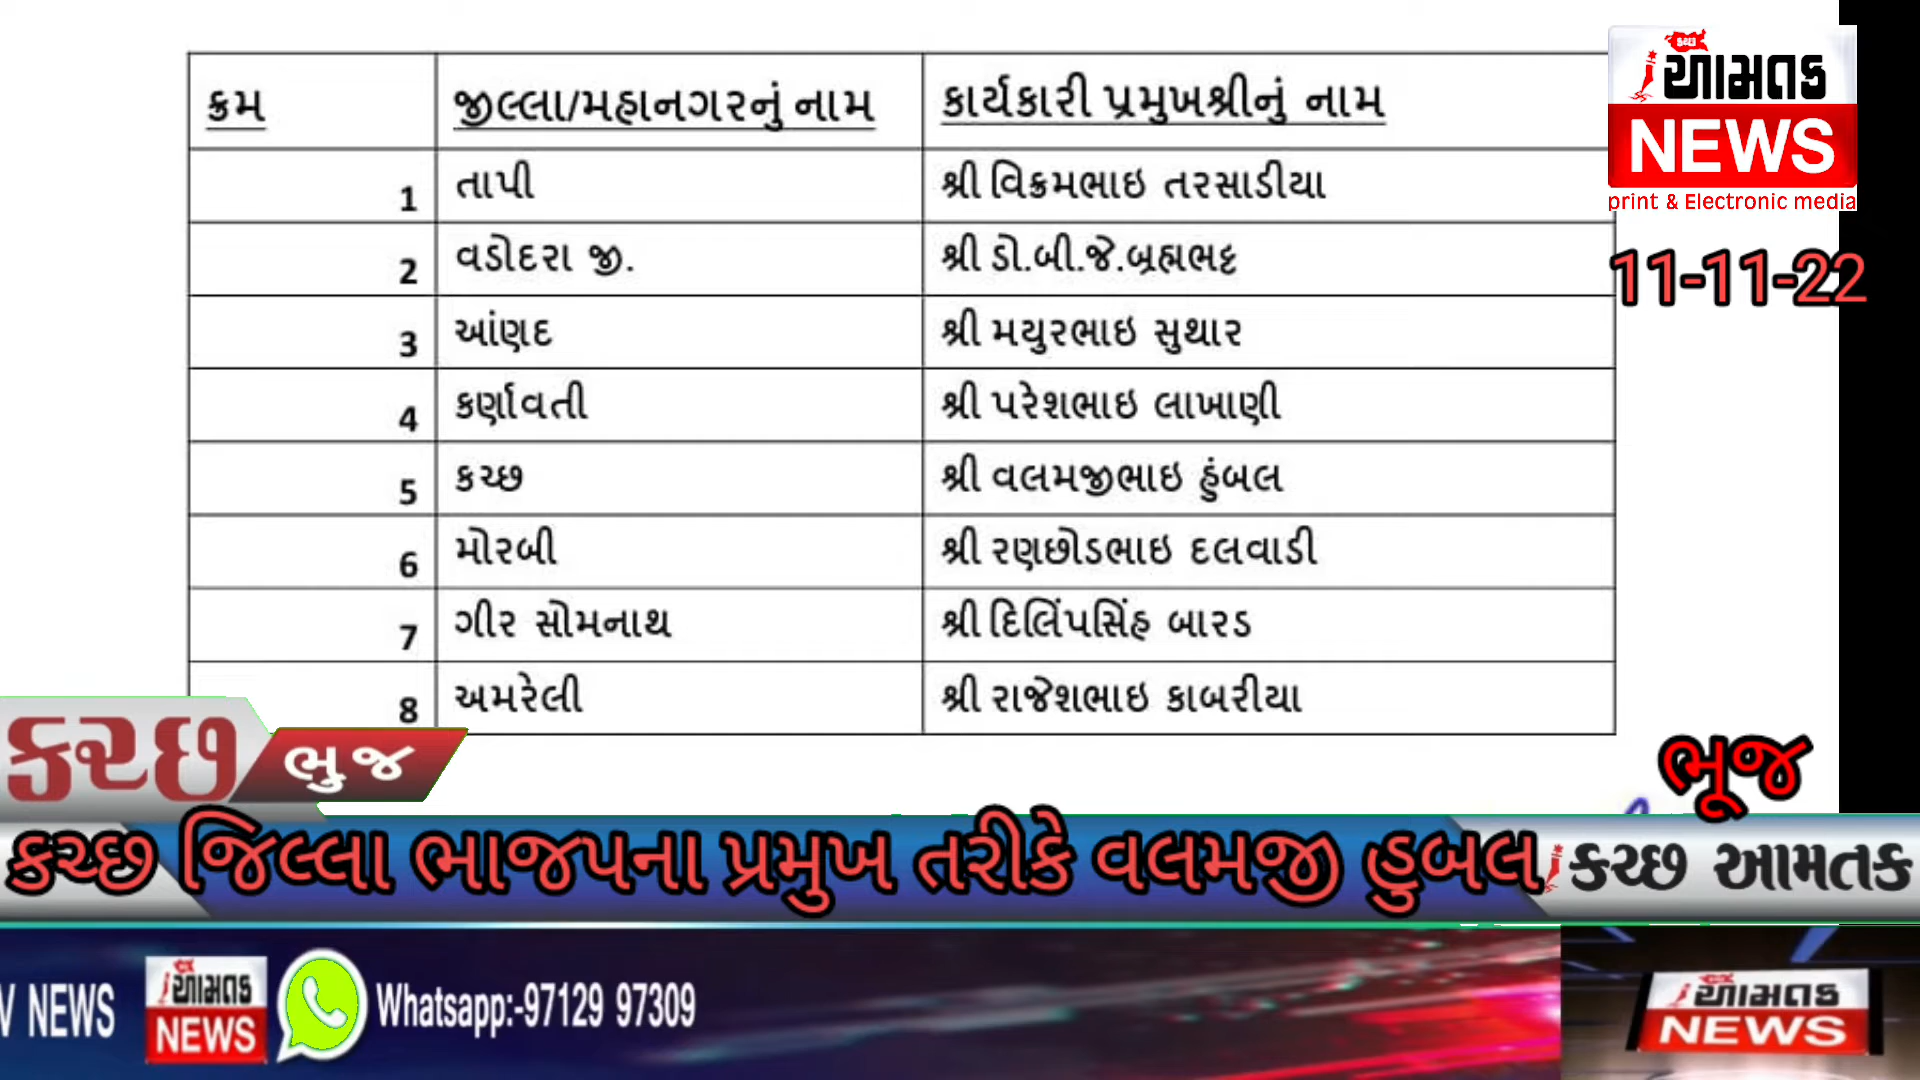 ક્રમ જીલ્લા/મહાનગરનું નામ કાર્યકારી પ્રમુખશ્રીનું નામ
1 તાપી શ્રી વિક્રમભાઇ તરસાડીયા
2 વડોદરા જી. શ્રી ડો.બી.જે.બ્રહ્મભટ્ટ
3 આંણદ શ્રી મયુરભાઇ સુથાર
4 કર્ણાવતી શ્રી પરેશભાઇ લાખાણી
5 કચ્છ શ્રી વલમજીભાઇ હુંબલ
6 મોરબી શ્રી રણછોડભાઇ દલવાડી
7 ગીર સોમનાથ શ્રી દિલિંપસિંહ બારડ
8 અમરેલી શ્રી રાજેશભાઇ કાબરીયા
આમતક
NEWS
print & Electronic media
11-11-22
કચ્છ
ભુજ
ભૂજ
કચ્છ જિલ્લા ભાજપના પ્રમુખ તરીકે વલમજી હુબલ
કચ્છ આમતક
V NEWS
આમતક
NEWS
Whatsapp:-97129 97309
આમતક
NEWS